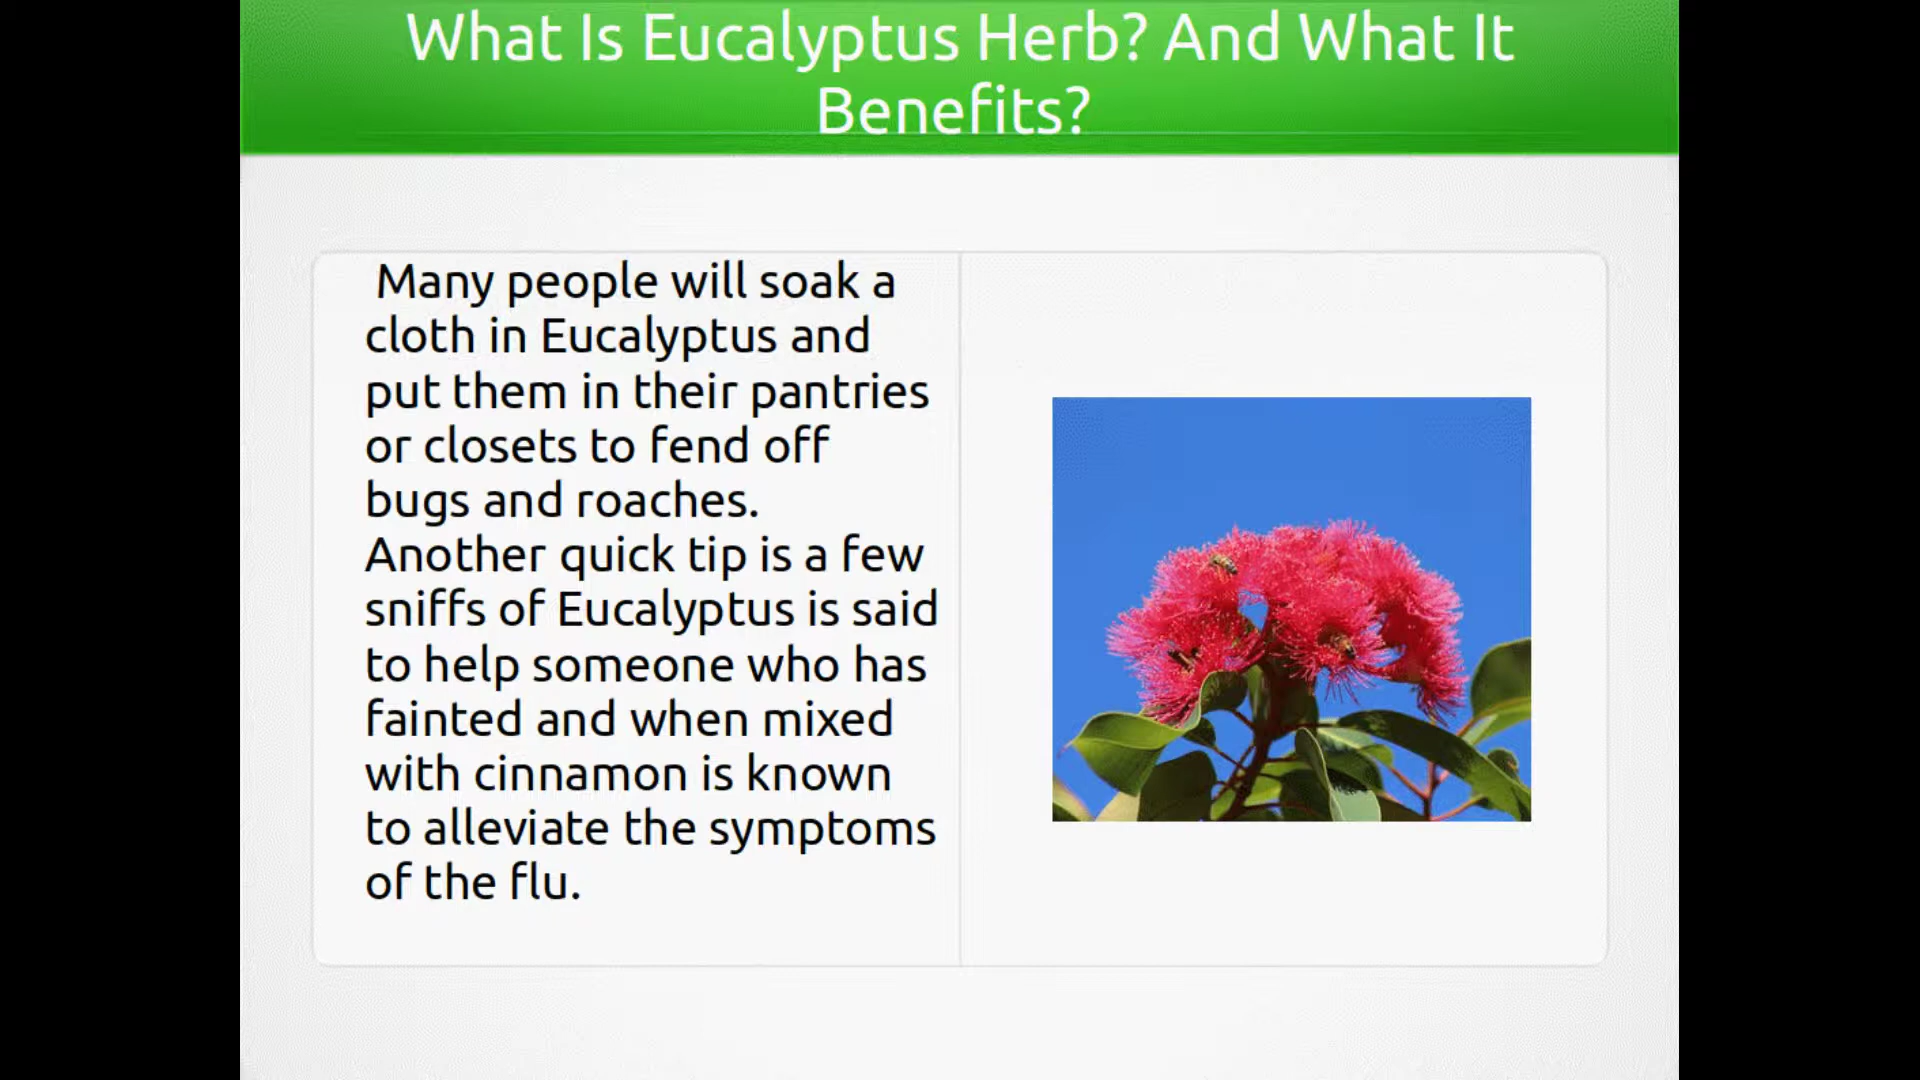 What Is Eucalyptus Herb? And What It
Benefits?
Many people will soak a
cloth in Eucalyptus and
put them in their pantries
or closets to fend off
bugs and roaches.
Another quick tip is a few
sniffs of Eucalyptus is said
to help someone who has
fainted and when mixed
with cinnamon is known
to alleviate the symptoms
of the flu.